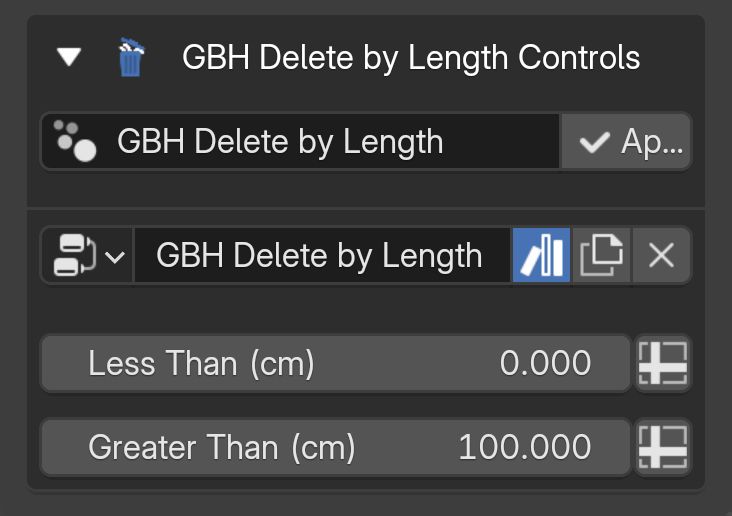 GBH Delete by Length Controls
GBH Delete by Length Ap...
GBH Delete by Length
Less Than (cm) 0.000
Greater Than (cm) 100.000